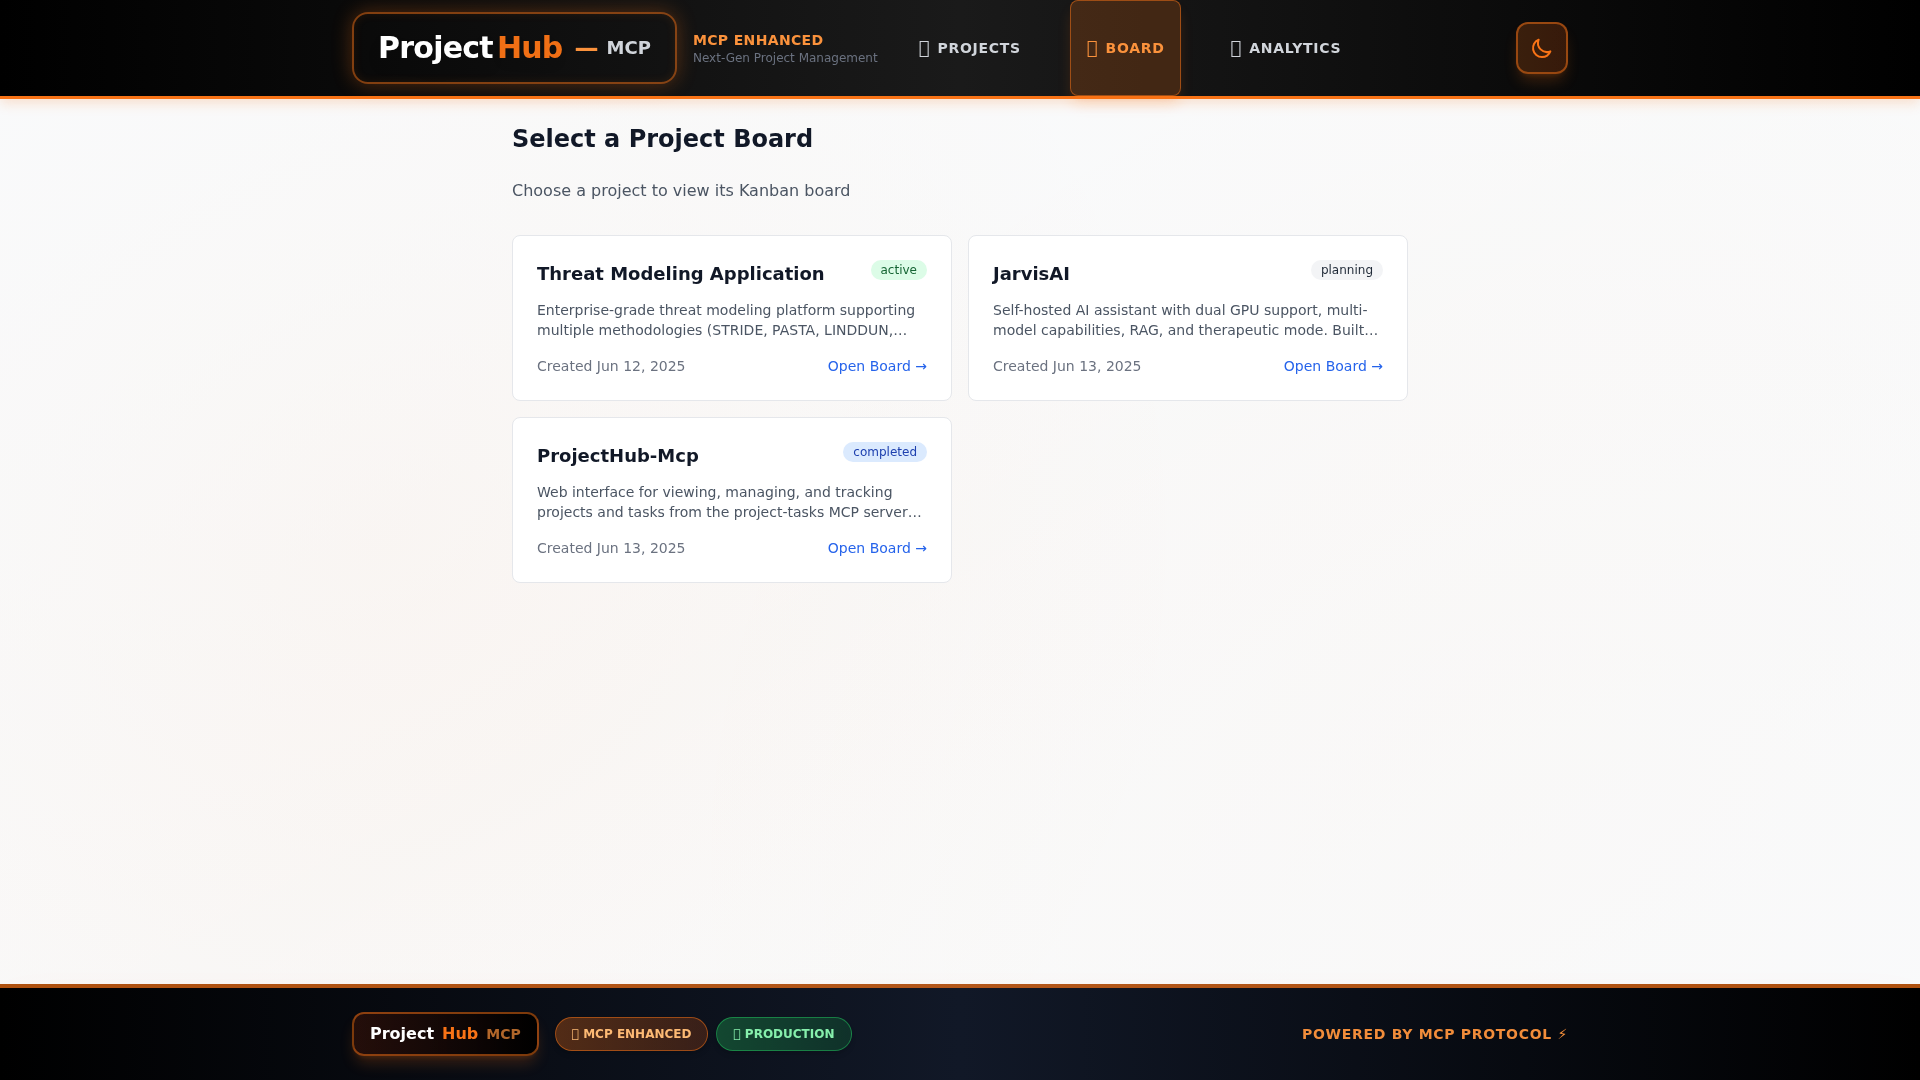 ProjectHub — MCP
MCP ENHANCED
Next-Gen Project Management
PROJECTS
BOARD
ANALYTICS
Select a Project Board
Choose a project to view its Kanban board
Threat Modeling Application
active
Enterprise-grade threat modeling platform supporting
multiple methodologies (STRIDE, PASTA, LINDDUN,...
Created Jun 12, 2025
Open Board →
JarvisAI
planning
Self-hosted AI assistant with dual GPU support, multi-
model capabilities, RAG, and therapeutic mode. Built...
Created Jun 13, 2025
Open Board →
ProjectHub-Mcp
completed
Web interface for viewing, managing, and tracking
projects and tasks from the project-tasks MCP server...
Created Jun 13, 2025
Open Board →
Project Hub MCP
MCP ENHANCED
PRODUCTION
POWERED BY MCP PROTOCOL ⚡